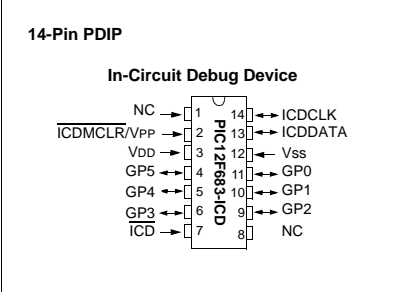 14-Pin PDIP
In-Circuit Debug Device
NC 1 14 ICDCLK
ICDMCLR/VPP 2 13 ICDDATA
VDD 3 12 Vss
GP5 4 11 GP0
GP4 5 10 GP1
GP3 6 9 GP2
ICD 7 8 NC
PIC12F683-ICD